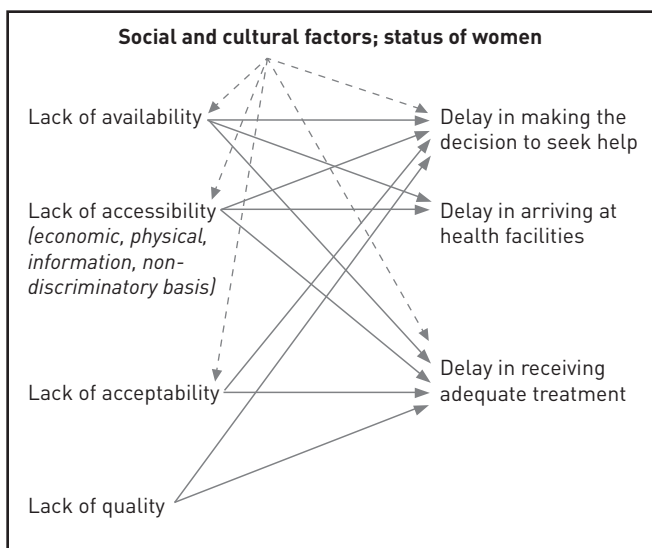 Social and cultural factors; status of women
Lack of availability
Lack of accessibility
(economic, physical,
information, non-
discriminatory basis)
Lack of acceptability
Lack of quality
Delay in making the
decision to seek help
Delay in arriving at
health facilities
Delay in receiving
adequate treatment